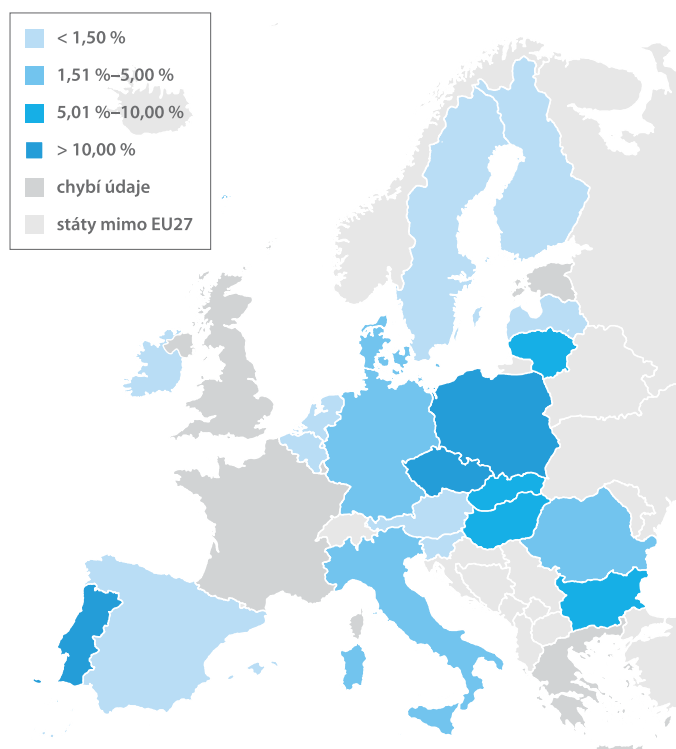 < 1,50 %
1,51 %–5,00 %
5,01 %–10,00 %
> 10,00 %
chybí údaje
státy mimo EU27